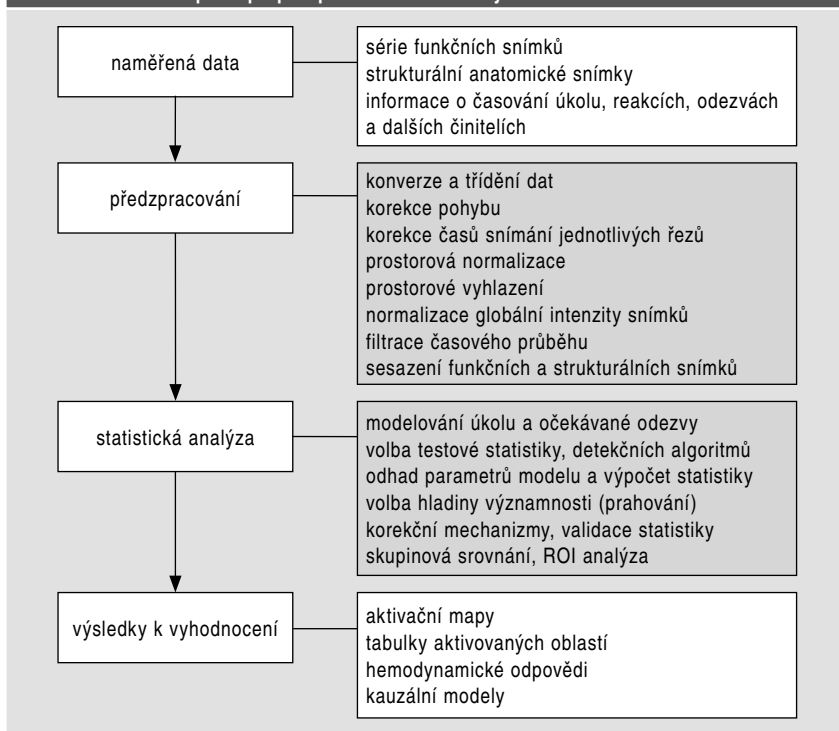 naměřená data
série funkčních snímků
strukturální anatomické snímky
informace o časování úkolu, reakcích, odezvách
a dalších činitelích
předzpracování
konverze a třídění dat
korekce pohybu
korekce časů snímání jednotlivých řezů
prostorová normalizace
prostorové vyhlazení
normalizace globální intenzity snímků
filtrace časového průběhu
sesazení funkčních a strukturálních snímků
statistická analýza
modelování úkolu a očekávané odezvy
volba testové statistiky, detekčních algoritmů
odhad parametrů modelu a výpočet statistiky
volba hladiny významnosti (prahování)
korekční mechanizmy, validace statistiky
skupinová srovnání, ROI analýza
výsledky k vyhodnocení
aktivační mapy
tabulky aktivovaných oblastí
hemodynamické odpovědi
kauzální modely